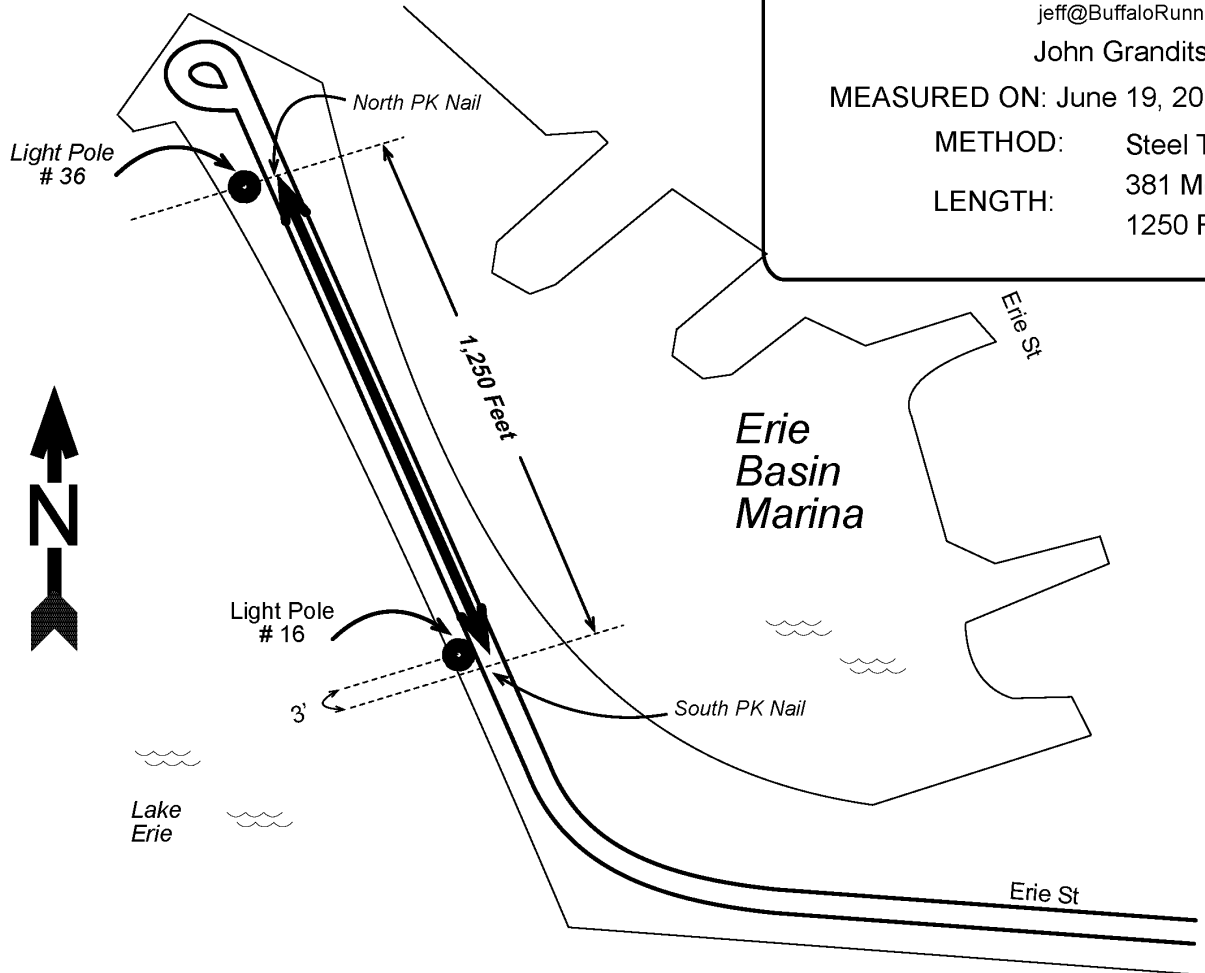 jeff@BuffaloRunn
John Grandits
MEASURED ON: June 19, 20
METHOD: Steel T
LENGTH: 381 M
1250 F
North PK Nail
Light Pole
# 36
Erie St
1,250 Feet
Erie
Basin
Marina
N
Light Pole
# 16
3'
South PK Nail
Lake
Erie
Erie St